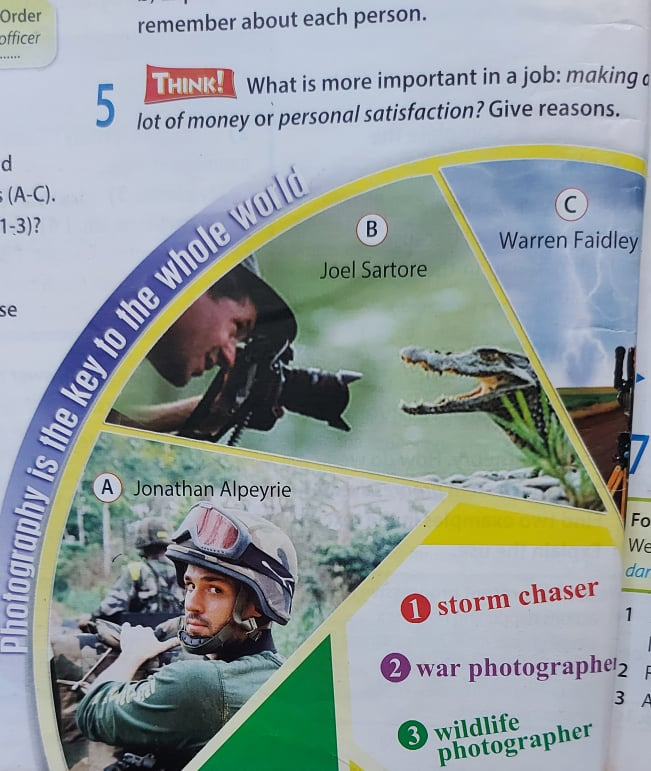 Order
officer
......
remember about each person.
5 THINK! What is more important in a job: making a
lot of money or personal satisfaction? Give reasons.
d
s (A-C).
1-3)?
se
Photography is the key to the whole world
B
Joel Sartore
C
Warren Faidley
A Jonathan Alpeyrie
1 storm chaser
2 war photographer
3 wildlife
photographer
7
Fo
We
dar
1
2 F
3 A